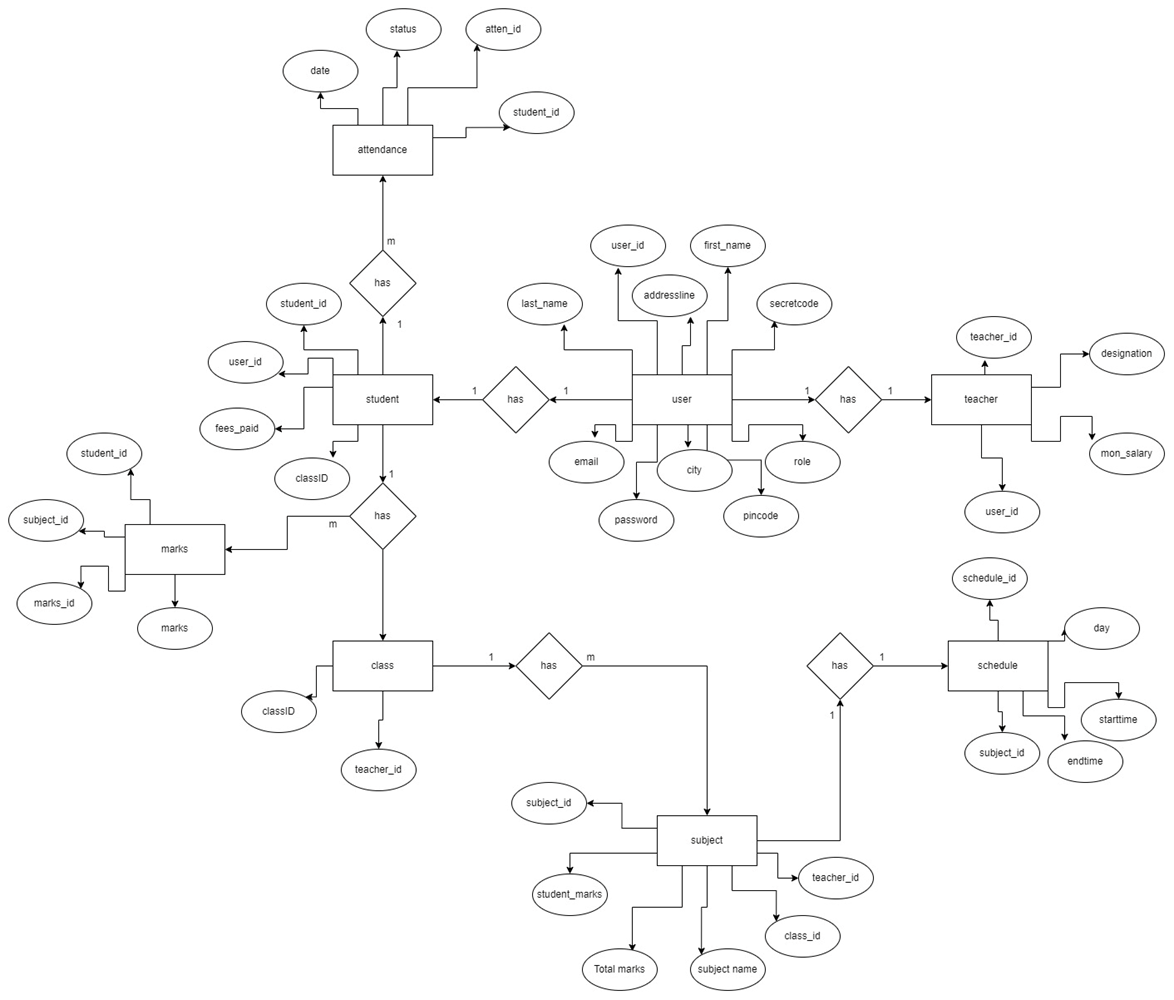 status
atten_id
date
student_id
attendance
m
has
1
user_id
first_name
addressline
last_name
secretcode
student_id
teacher_id
designation
user_id
fees_paid
classID
student
1
has
1
user
1
has
1
teacher
email
city
role
password
pincode
mon_salary
user_id
1
has
m
student_id
subject_id
marks
marks_id
marks
schedule_id
day
class
1
has
m
has
1
schedule
1
classID
teacher_id
starttime
subject_id
endtime
subject_id
subject
student_marks
teacher_id
class_id
Total marks
subject name